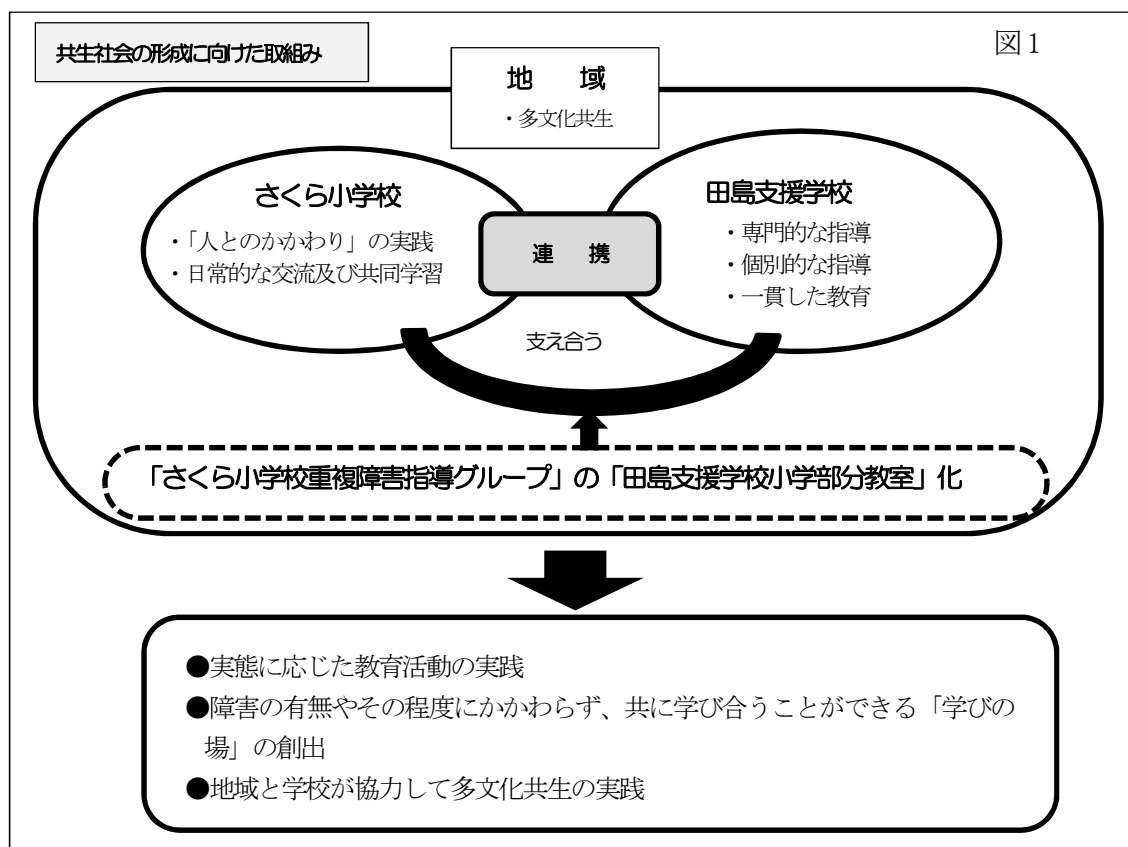 共生社会の形成に向けた取組み
図1
地　域
・多文化共生
さくら小学校
・「人とのかかわり」の実践
・日常的な交流及び共同学習
連　携
田島支援学校
・専門的な指導
・個別的な指導
・一貫した教育
支え合う
「さくら小学校重複障害指導グループ」の「田島支援学校小学部分教室」化
●実態に応じた教育活動の実践
●障害の有無やその程度にかかわらず、共に学び合うことができる「学びの
場」の創出
●地域と学校が協力して多文化共生の実践